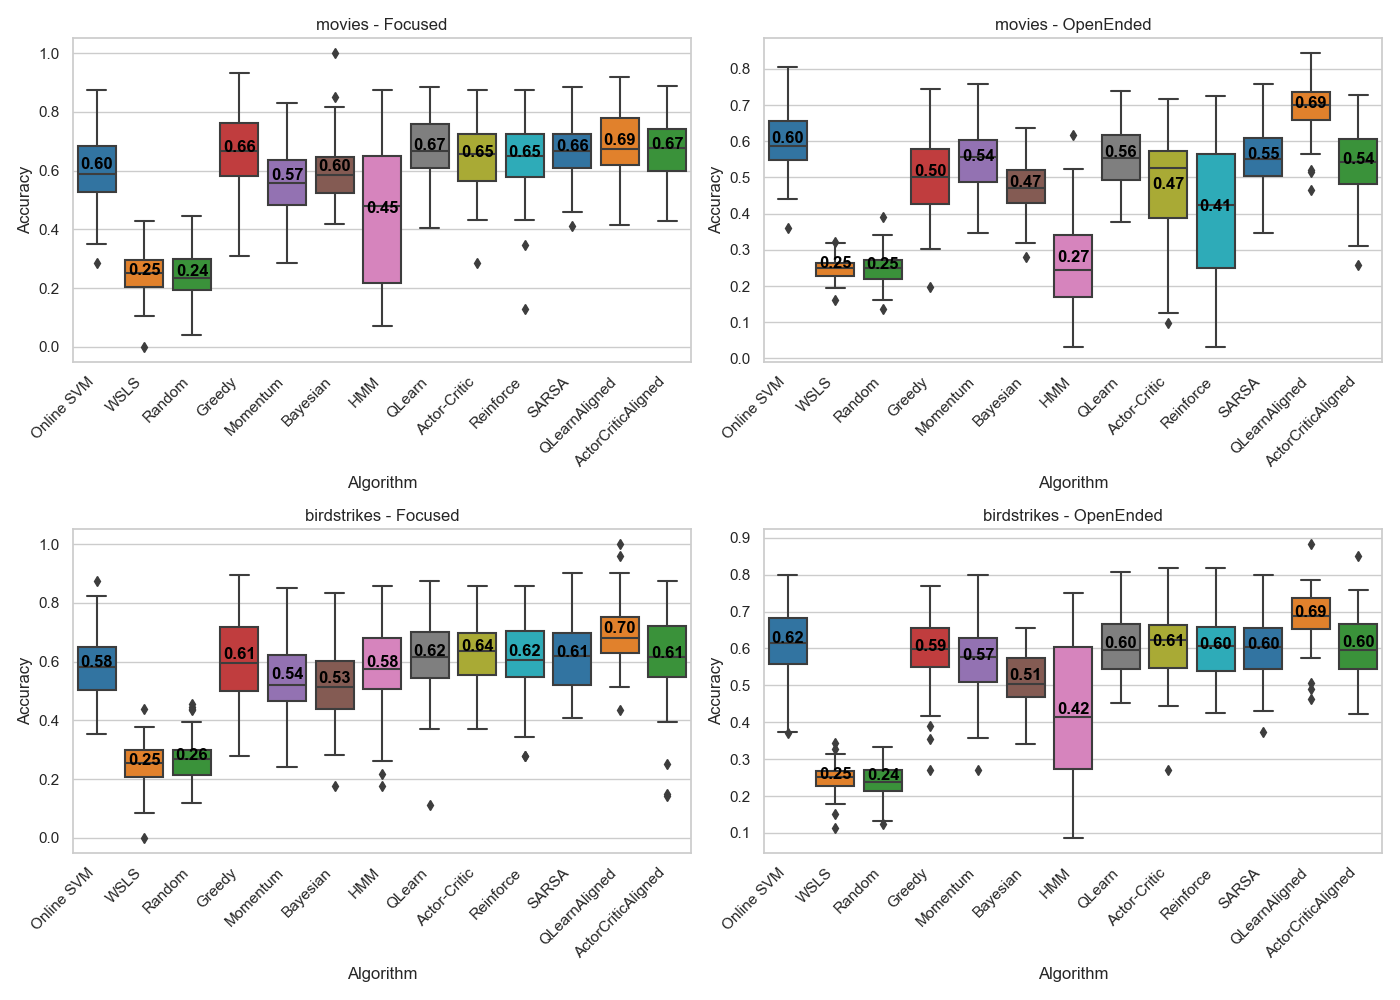 movies - Focused
Accuracy
1.0
0.8
0.6
0.4
0.2
0.0
0.60
0.25
0.24
0.66
0.57
0.60
0.45
0.67
0.65
0.65
0.66
0.69
0.67
Online SVM
WSLS
Random
Greedy
Momentum
Bayesian
HMM
QLearn
Actor-Critic
Reinforce
SARSA
QLearnAligned
ActorCriticAligned
Algorithm
movies - OpenEnded
Accuracy
0.8
0.7
0.6
0.5
0.4
0.3
0.2
0.1
0.0
0.60
0.25
0.25
0.50
0.54
0.47
0.27
0.56
0.47
0.41
0.55
0.69
0.54
Online SVM
WSLS
Random
Greedy
Momentum
Bayesian
HMM
QLearn
Actor-Critic
Reinforce
SARSA
QLearnAligned
ActorCriticAligned
Algorithm
birdstrikes - Focused
Accuracy
1.0
0.8
0.6
0.4
0.2
0.0
0.58
0.25
0.26
0.61
0.54
0.53
0.58
0.62
0.64
0.62
0.61
0.70
0.61
Online SVM
WSLS
Random
Greedy
Momentum
Bayesian
HMM
QLearn
Actor-Critic
Reinforce
SARSA
QLearnAligned
ActorCriticAligned
Algorithm
birdstrikes - OpenEnded
Accuracy
0.9
0.8
0.7
0.6
0.5
0.4
0.3
0.2
0.1
0.62
0.25
0.24
0.59
0.57
0.51
0.42
0.60
0.61
0.60
0.60
0.69
0.60
Online SVM
WSLS
Random
Greedy
Momentum
Bayesian
HMM
QLearn
Actor-Critic
Reinforce
SARSA
QLearnAligned
ActorCriticAligned
Algorithm